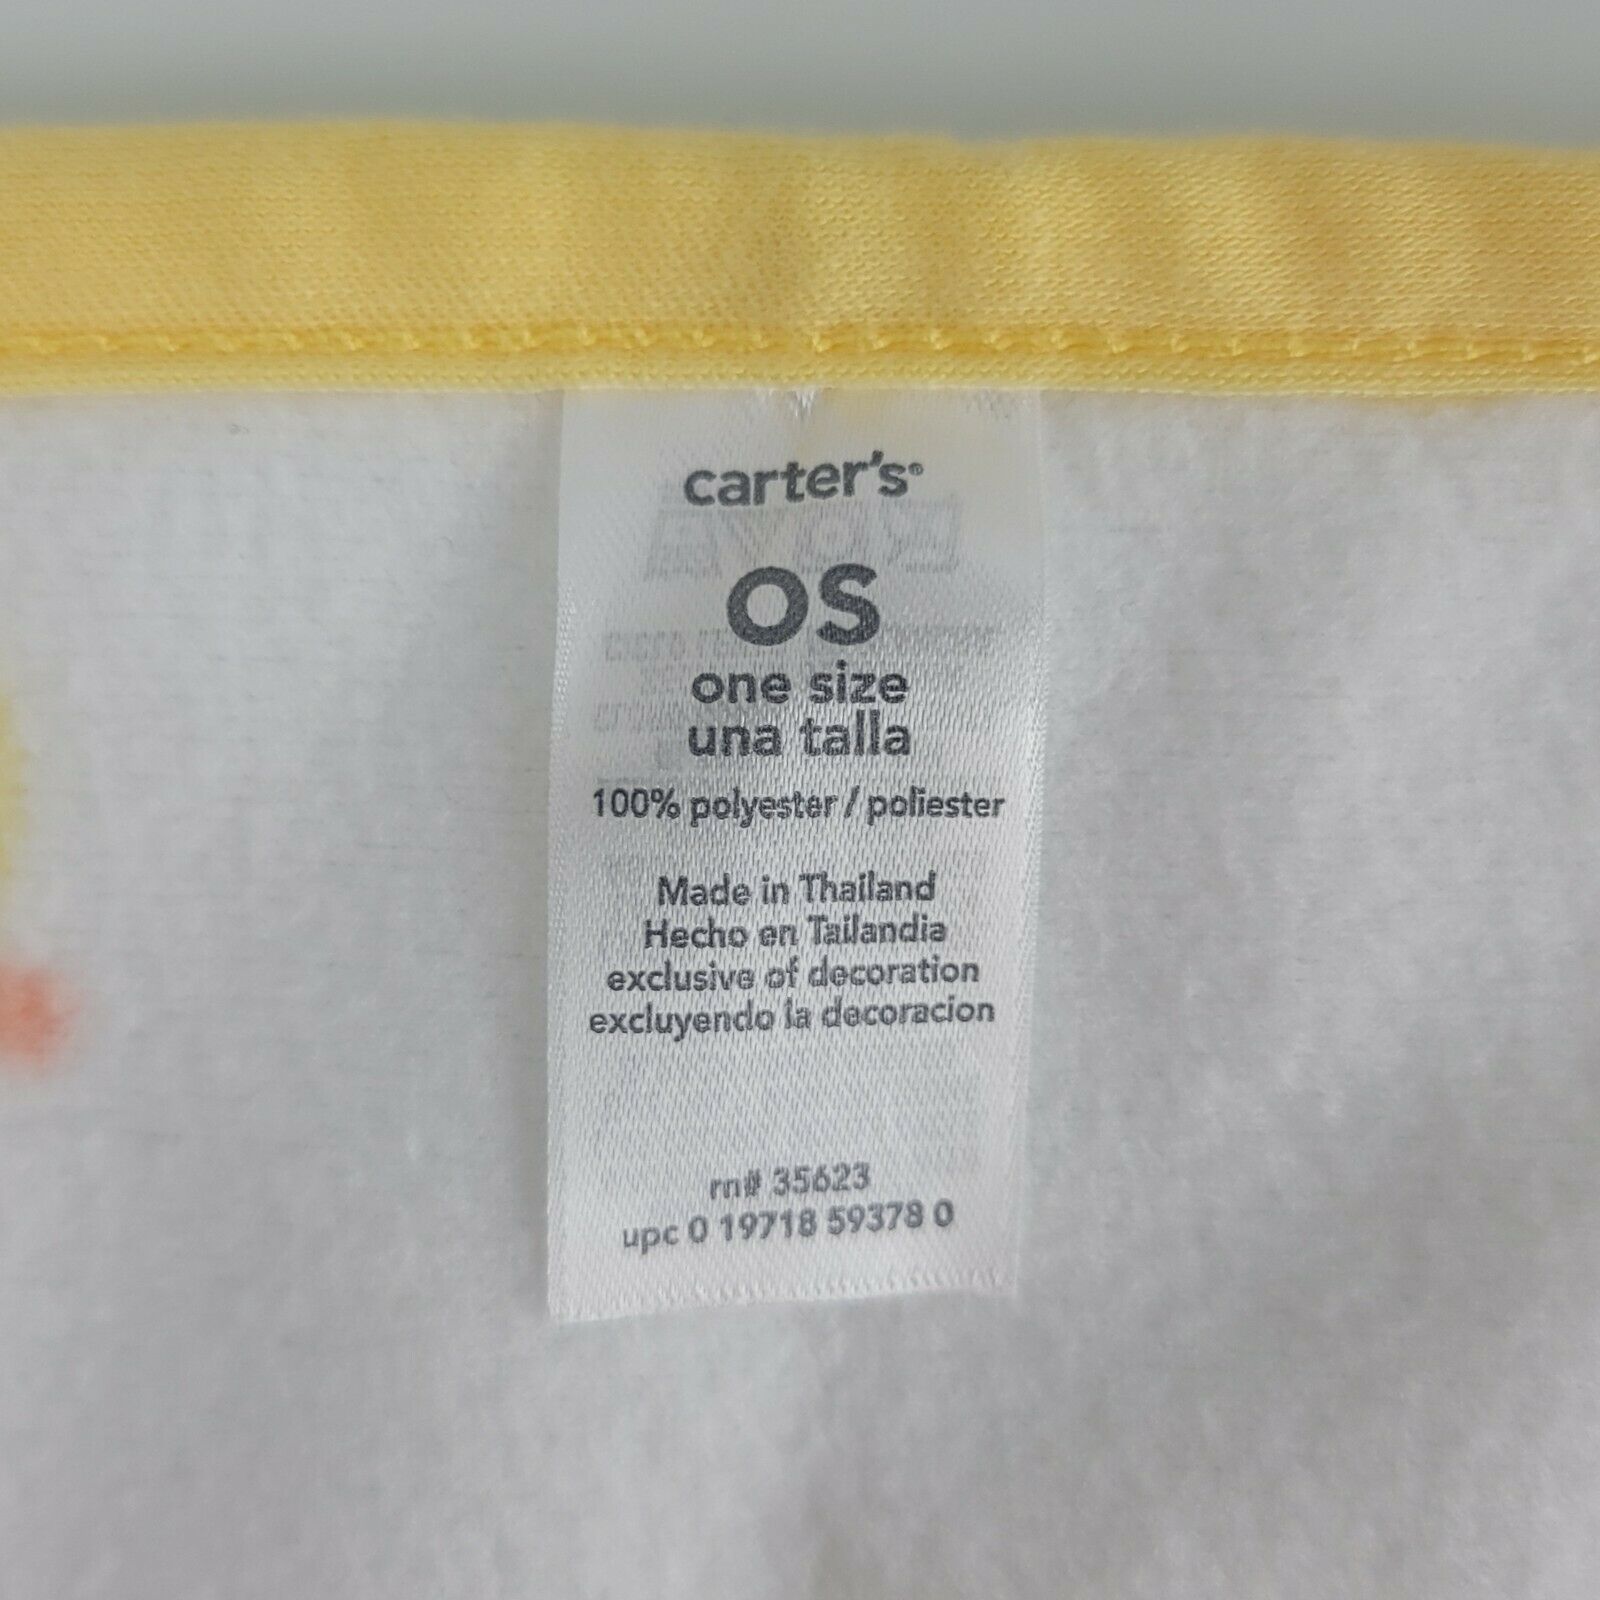 carter's®
OS
one size
una talla
100% polyester / poliester
Made in Thailand
Hecho en Tailandia
exclusive of decoration
excluyendo la decoracion
rn# 35623
upc 0 19718 59378 0